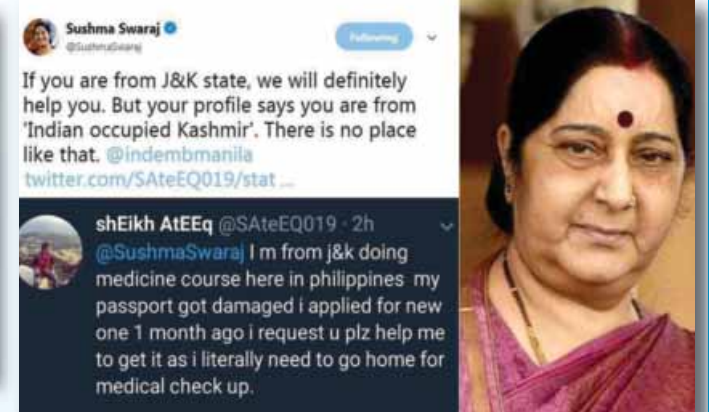 Sushma Swaraj
@SushmaSwaraj
Following
If you are from J&K state, we will definitely
help you. But your profile says you are from
'Indian occupied Kashmir'. There is no place
like that. @indembmanila
twitter.com/SAteEQ019/stat ...
shEikh AtEEq @SAteEQ019 · 2h
@SushmaSwaraj I m from j&k doing
medicine course here in philippines my
passport got damaged i applied for new
one 1 month ago i request u plz help me
to get it as i literally need to go home for
medical check up.